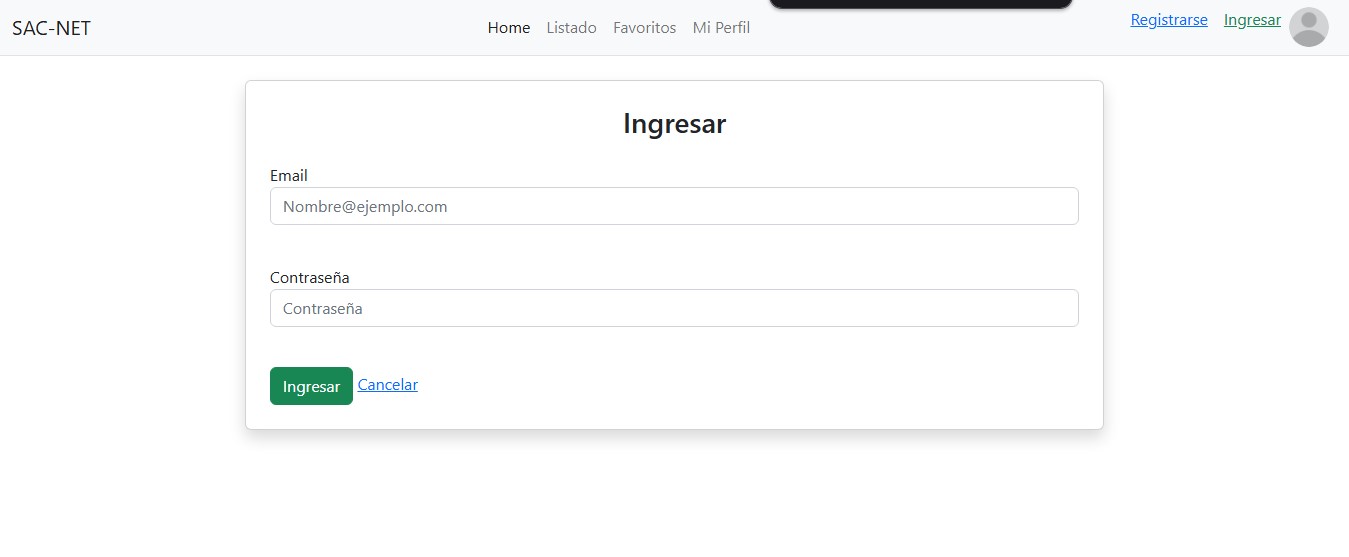 SAC-NET Home Listado Favoritos Mi Perfil Registrarse Ingresar
Ingresar
Email
Nombre@ejemplo.com
Contraseña
Contraseña
Ingresar Cancelar